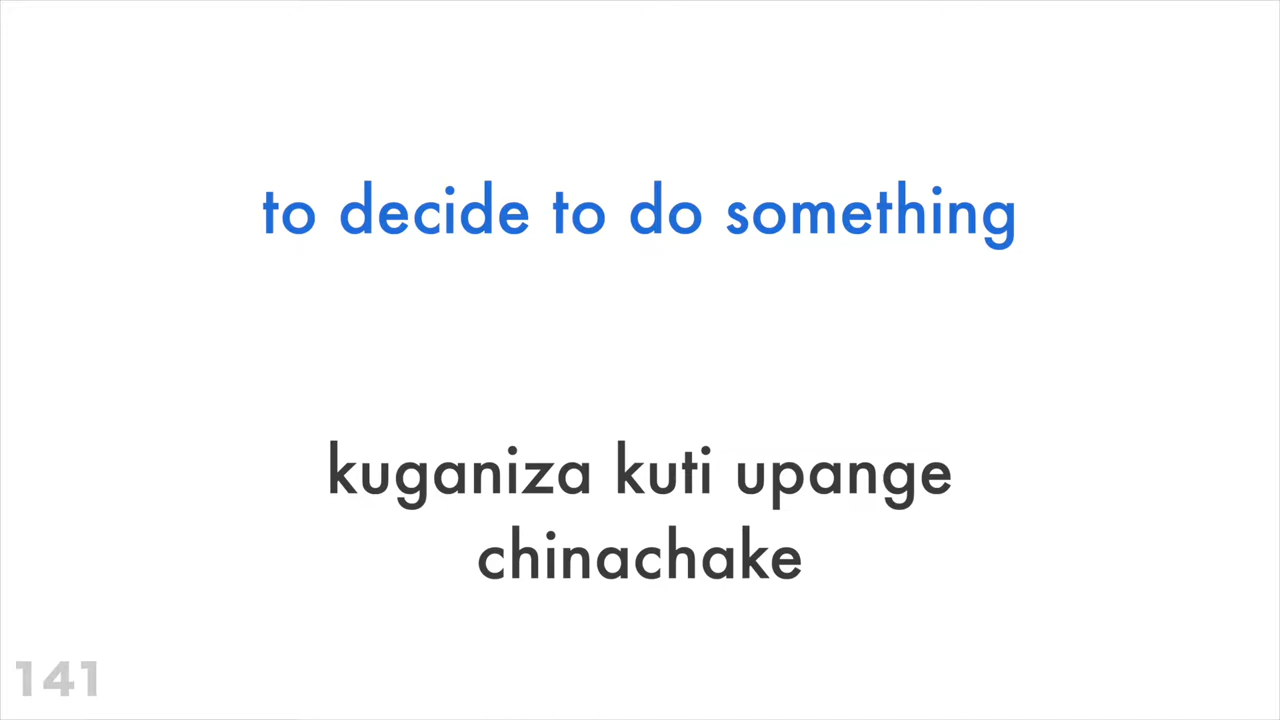 to decide to do something
kuganiza kuti upange
chinachake
141